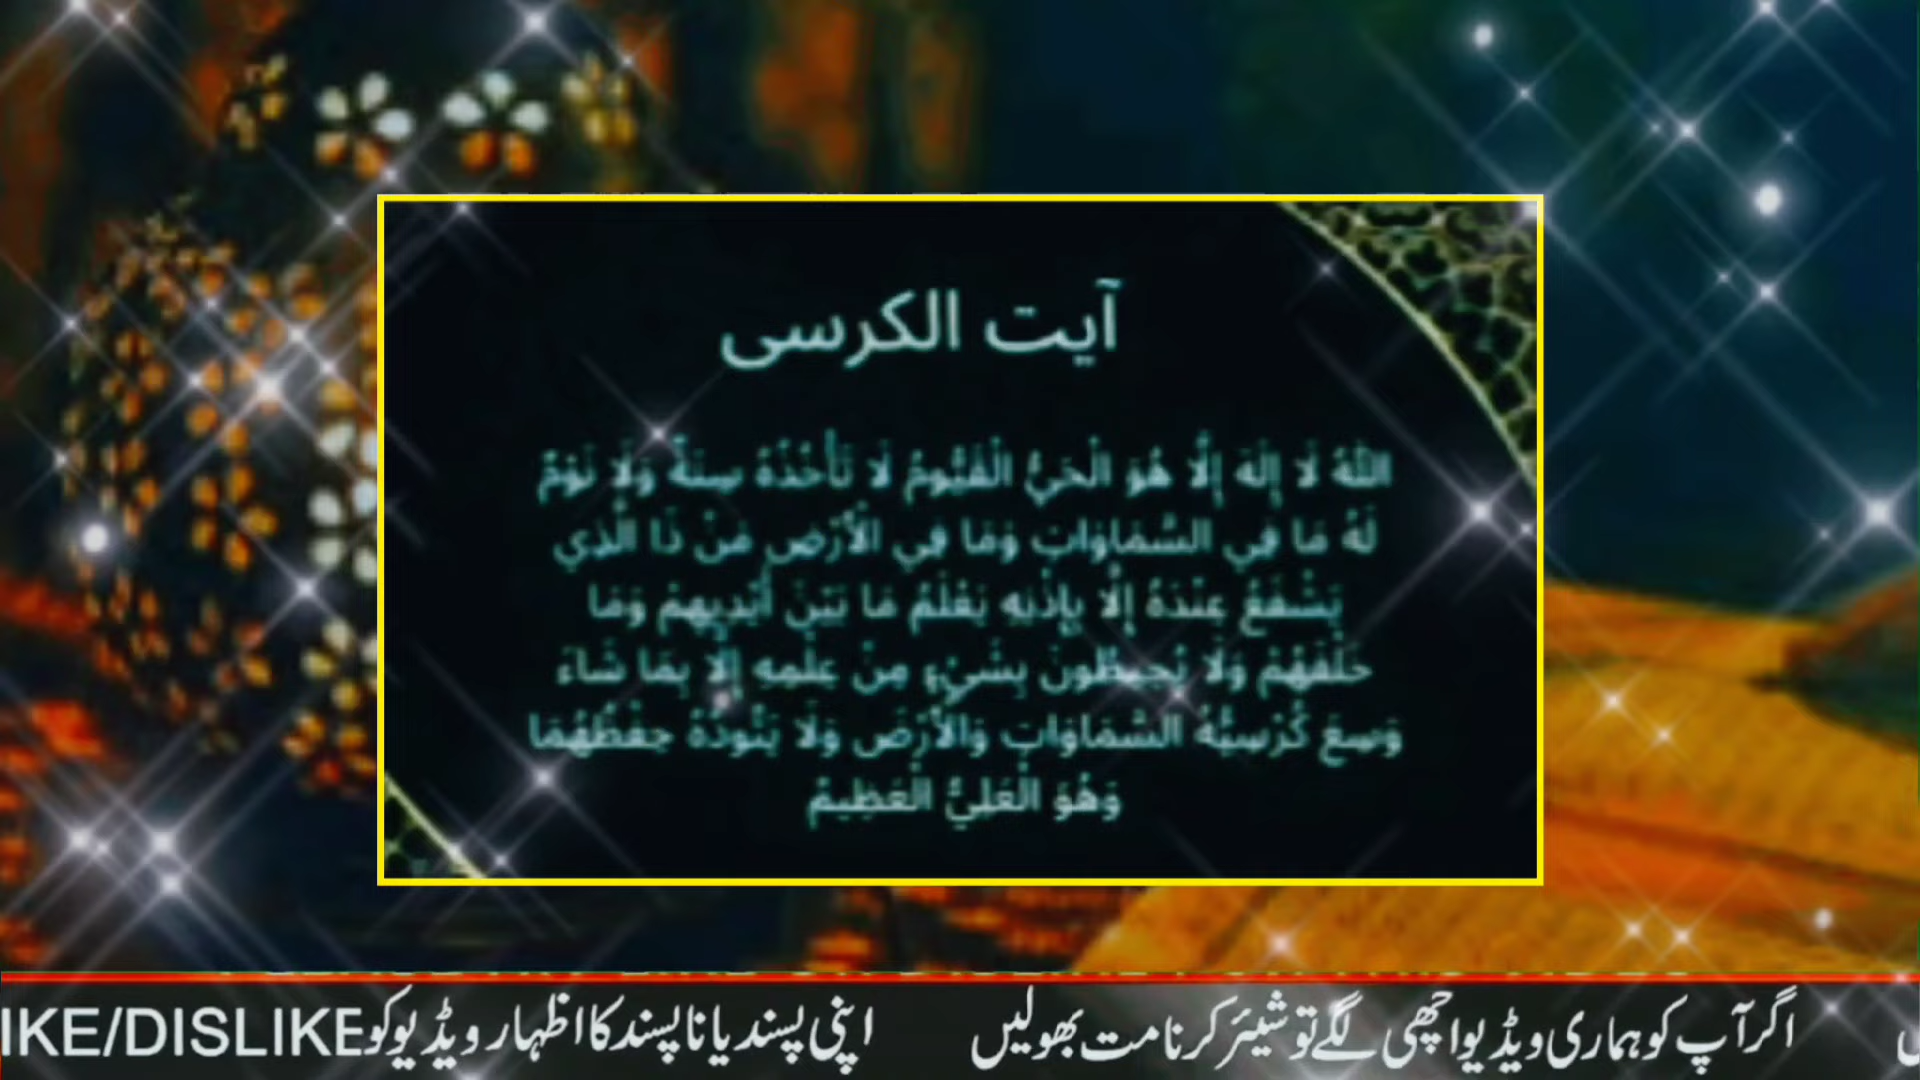 آیت الکرسی
اللَّهُ لَا إِلَهَ إِلَّا هُوَ الْحَيُّ الْقَيُّومُ لَا تَأْخُذُهُ سِنَةٌ وَلَا نَوْمٌ
لَهُ مَا فِي السَّمَاوَاتِ وَمَا فِي الْأَرْضِ مَنْ ذَا الَّذِي
يَشْفَعُ عِنْدَهُ إِلَّا بِإِذْنِهِ يَعْلَمُ مَا بَيْنَ أَيْدِيهِمْ وَمَا
خَلْفَهُمْ وَلَا يُحِيطُونَ بِشَيْءٍ مِنْ عِلْمِهِ إِلَّا بِمَا شَاءَ
وَسِعَ كُرْسِيُّهُ السَّمَاوَاتِ وَالْأَرْضَ وَلَا يَئُودُهُ حِفْظُهُمَا
وَهُوَ الْعَلِيُّ الْعَظِيمُ
اگر آپ کو ہماری ویڈیو اچھی لگے تو شیئر کرنا مت بھولیں اپنی پسند یا ناپسند کا اظہار ویڈیو کو IKE/DISLIKE